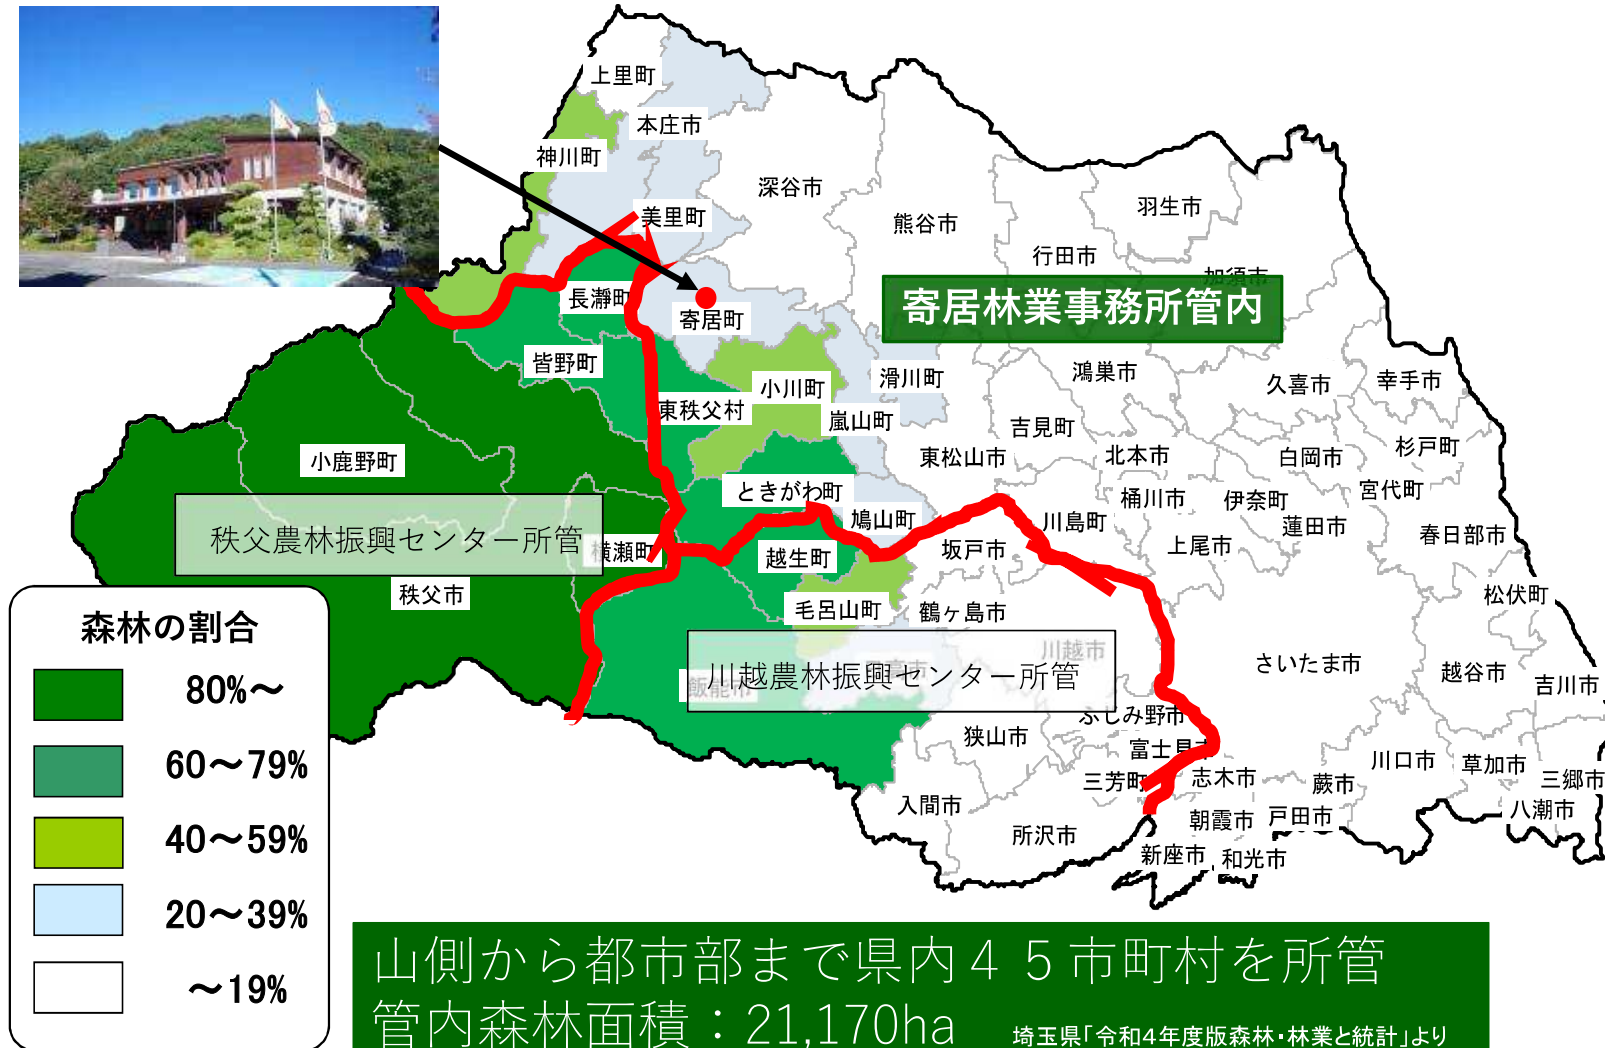 上里町
本庄市
神川町
美里町
深谷市
熊谷市
羽生市
行田市
加須市
寄居林業事務所管内
長瀞町
寄居町
皆野町
小川町
滑川町
鴻巣市
久喜市
幸手市
東秩父村
嵐山町
吉見町
小鹿野町
東松山市
北本市
白岡市
杉戸町
ときがわ町
桶川市
伊奈町
宮代町
鳩山町
川島町
蓮田市
春日部市
秩父農林振興センター所管
横瀬町
越生町
坂戸市
上尾市
秩父市
毛呂山町
鶴ヶ島市
松伏町
川越市
さいたま市
越谷市
吉川市
川越農林振興センター所管
飯能市
ふじみ野市
狭山市
富士見市
三芳町
志木市
蕨市
川口市
草加市
三郷市
入間市
朝霞市
戸田市
八潮市
所沢市
新座市
和光市
森林の割合
80%～
60～79%
40～59%
20～39%
～19%
山側から都市部まで県内４５市町村を所管
管内森林面積：21,170ha
埼玉県「令和4年度版森林・林業と統計」より